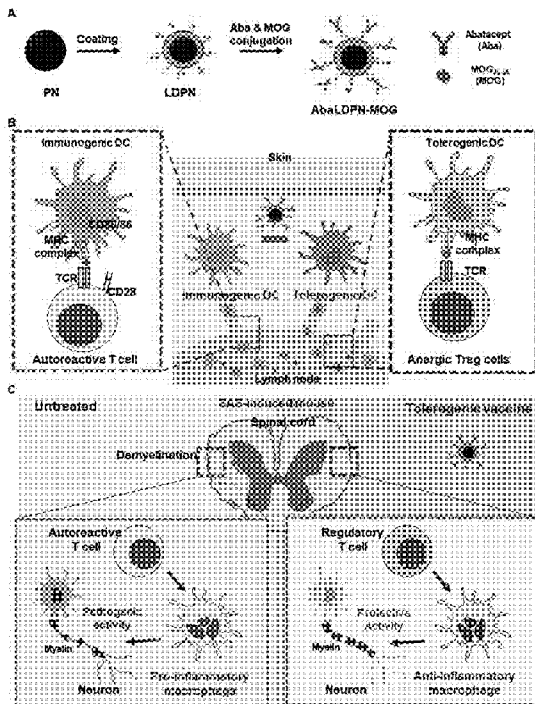 A
Coating
Aba & MOG
conjugation
Abatacept
(Aba)
(MOG)
PN
LDPN
AbaLDPN-MOG
B
Immunogenic DC
Skin
Tolerogenic DC
CD80/86
MHC
complex
TCR
CD28
Autoreactive T cell
Immunogenic DC
Tolerogenic DC
Lymph node
MHC
complex
TCR
Anergic Treg cells
C
Untreated
EAE-induced mouse
Spinal cord
Tolerogenic vaccine
Demyelination
Autoreactive
T cell
Pathogenic
activity
Myelin
Neuron
Pro-inflammatory
macrophage
Regulatory
T cell
Protective
activity
Myelin
Neuron
Anti-inflammatory
macrophage